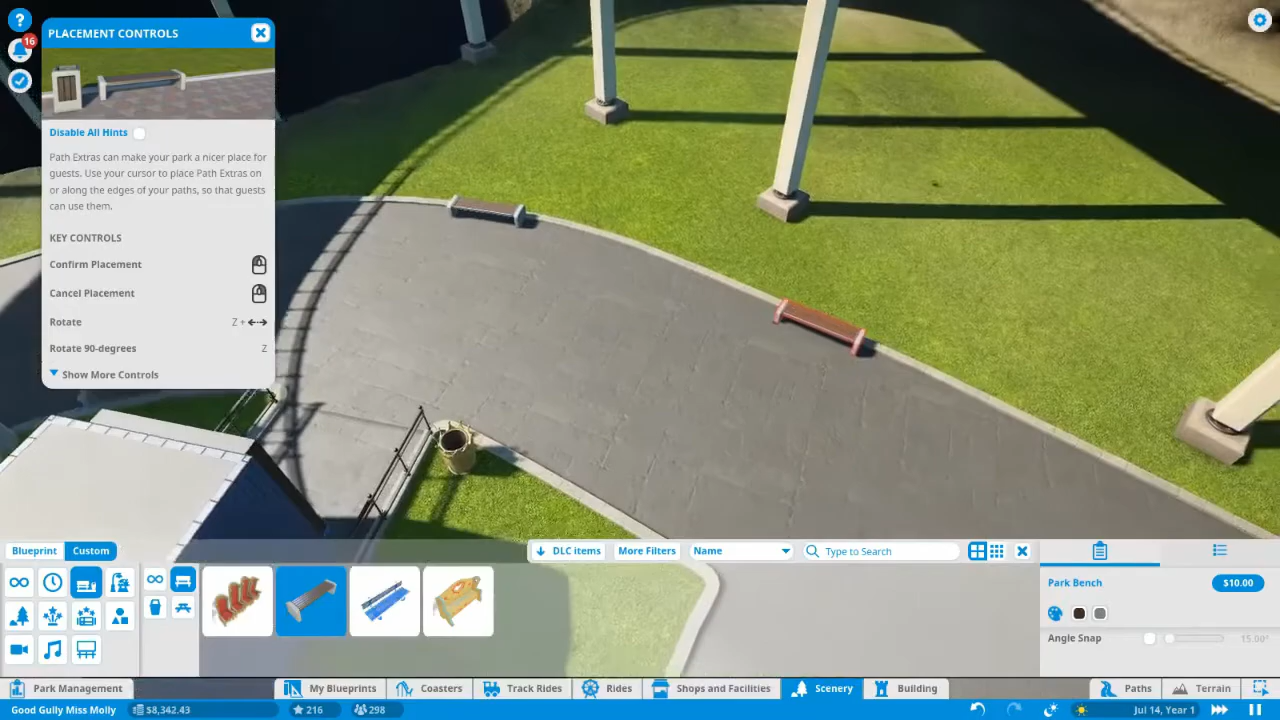 ?
PLACEMENT CONTROLS
16
Disable All Hints
Path Extras can make your park a nicer place for
guests. Use your cursor to place Path Extras on
or along the edges of your paths, so that guests
can use them.
KEY CONTROLS
Confirm Placement
Cancel Placement
Rotate Z +
Rotate 90-degrees Z
Show More Controls
Blueprint Custom
DLC items More Filters Name Type to Search
Park Bench $10.00
Angle Snap 15.00°
Park Management My Blueprints Coasters Track Rides Rides Shops and Facilities Scenery Building Paths Terrain
Good Gully Miss Molly $8,342.43 216 298 Jul 14, Year 1